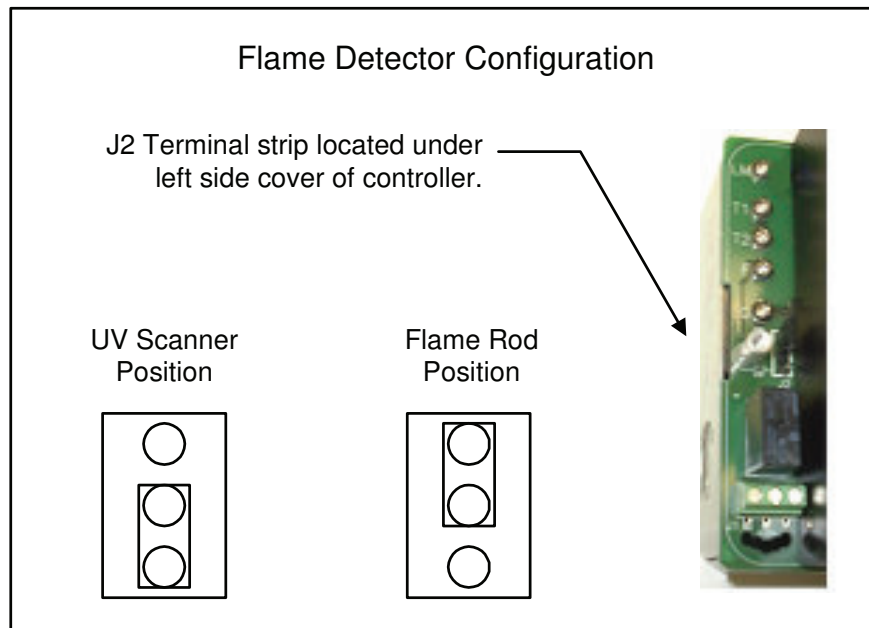 Flame Detector Configuration
J2 Terminal strip located under
left side cover of controller.
UV Scanner
Position
Flame Rod
Position
T1
T2